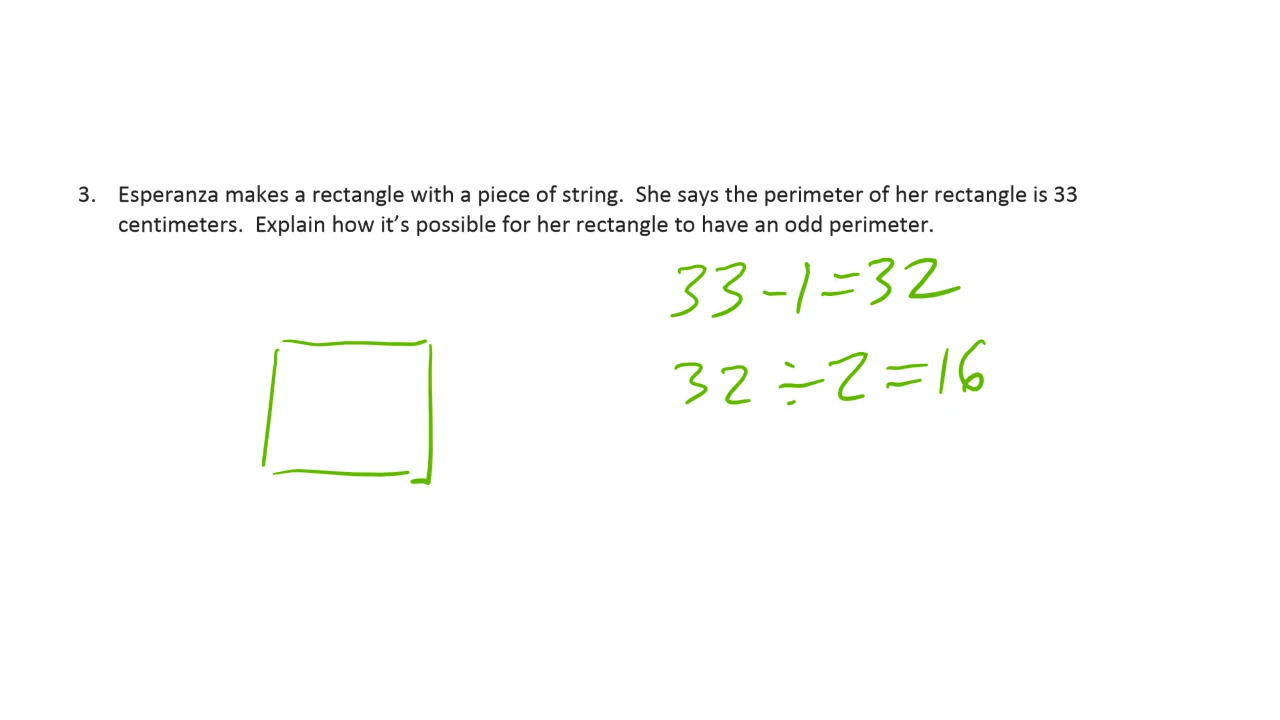 3. Esperanza makes a rectangle with a piece of string. She says the perimeter of her rectangle is 33
centimeters. Explain how it’s possible for her rectangle to have an odd perimeter.
33-1=32
32÷2=16